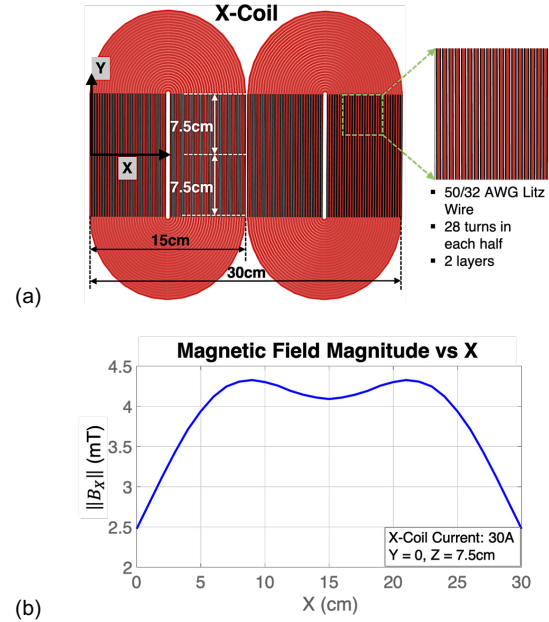 X-Coil
Y
X
7.5cm
7.5cm
15cm
30cm
▪ 50/32 AWG Litz
Wire
▪ 28 turns in
each half
▪ 2 layers
(a)
Magnetic Field Magnitude vs X
||B_X|| (mT)
4.5
4
3.5
3
2.5
2
X-Coil Current: 30A
Y = 0, Z = 7.5cm
0 5 10 15 20 25 30
X (cm)
(b)